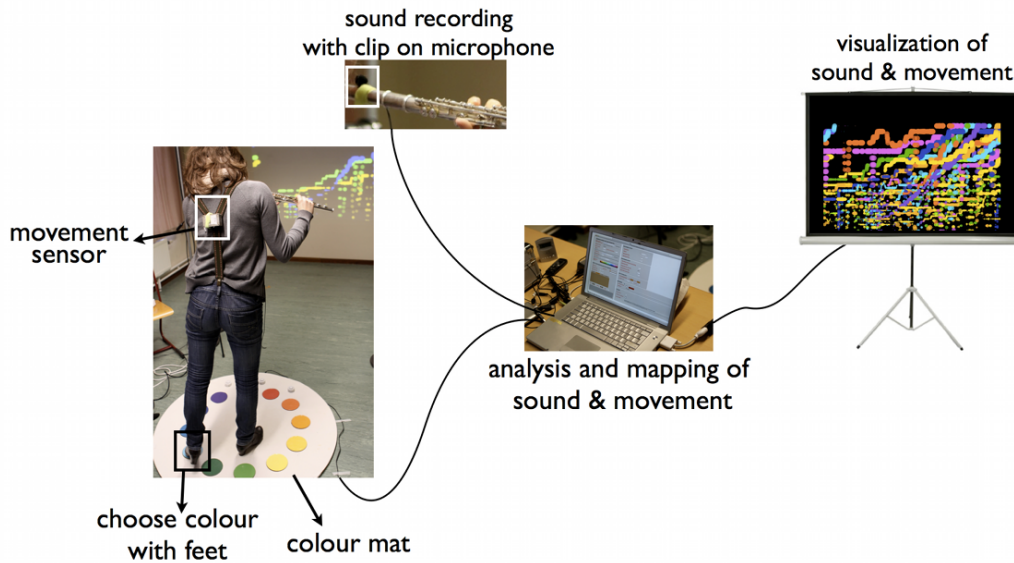 sound recording
with clip on microphone
visualization of
sound & movement
movement
sensor
analysis and mapping of
sound & movement
choose colour
with feet
colour mat